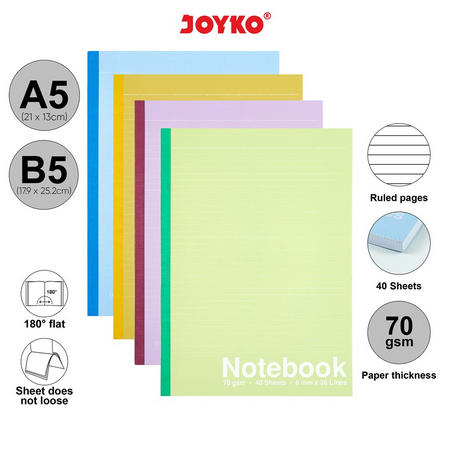 JOYKO®
A5
(21 x 13cm)
B5
(17.9 x 25.2cm)
180°
180° flat
Sheet does
not loose
Ruled pages
40 Sheets
70
gsm
Paper thickness
Notebook
70 gsm • 40 Sheets • 6 mm x 36 Lines